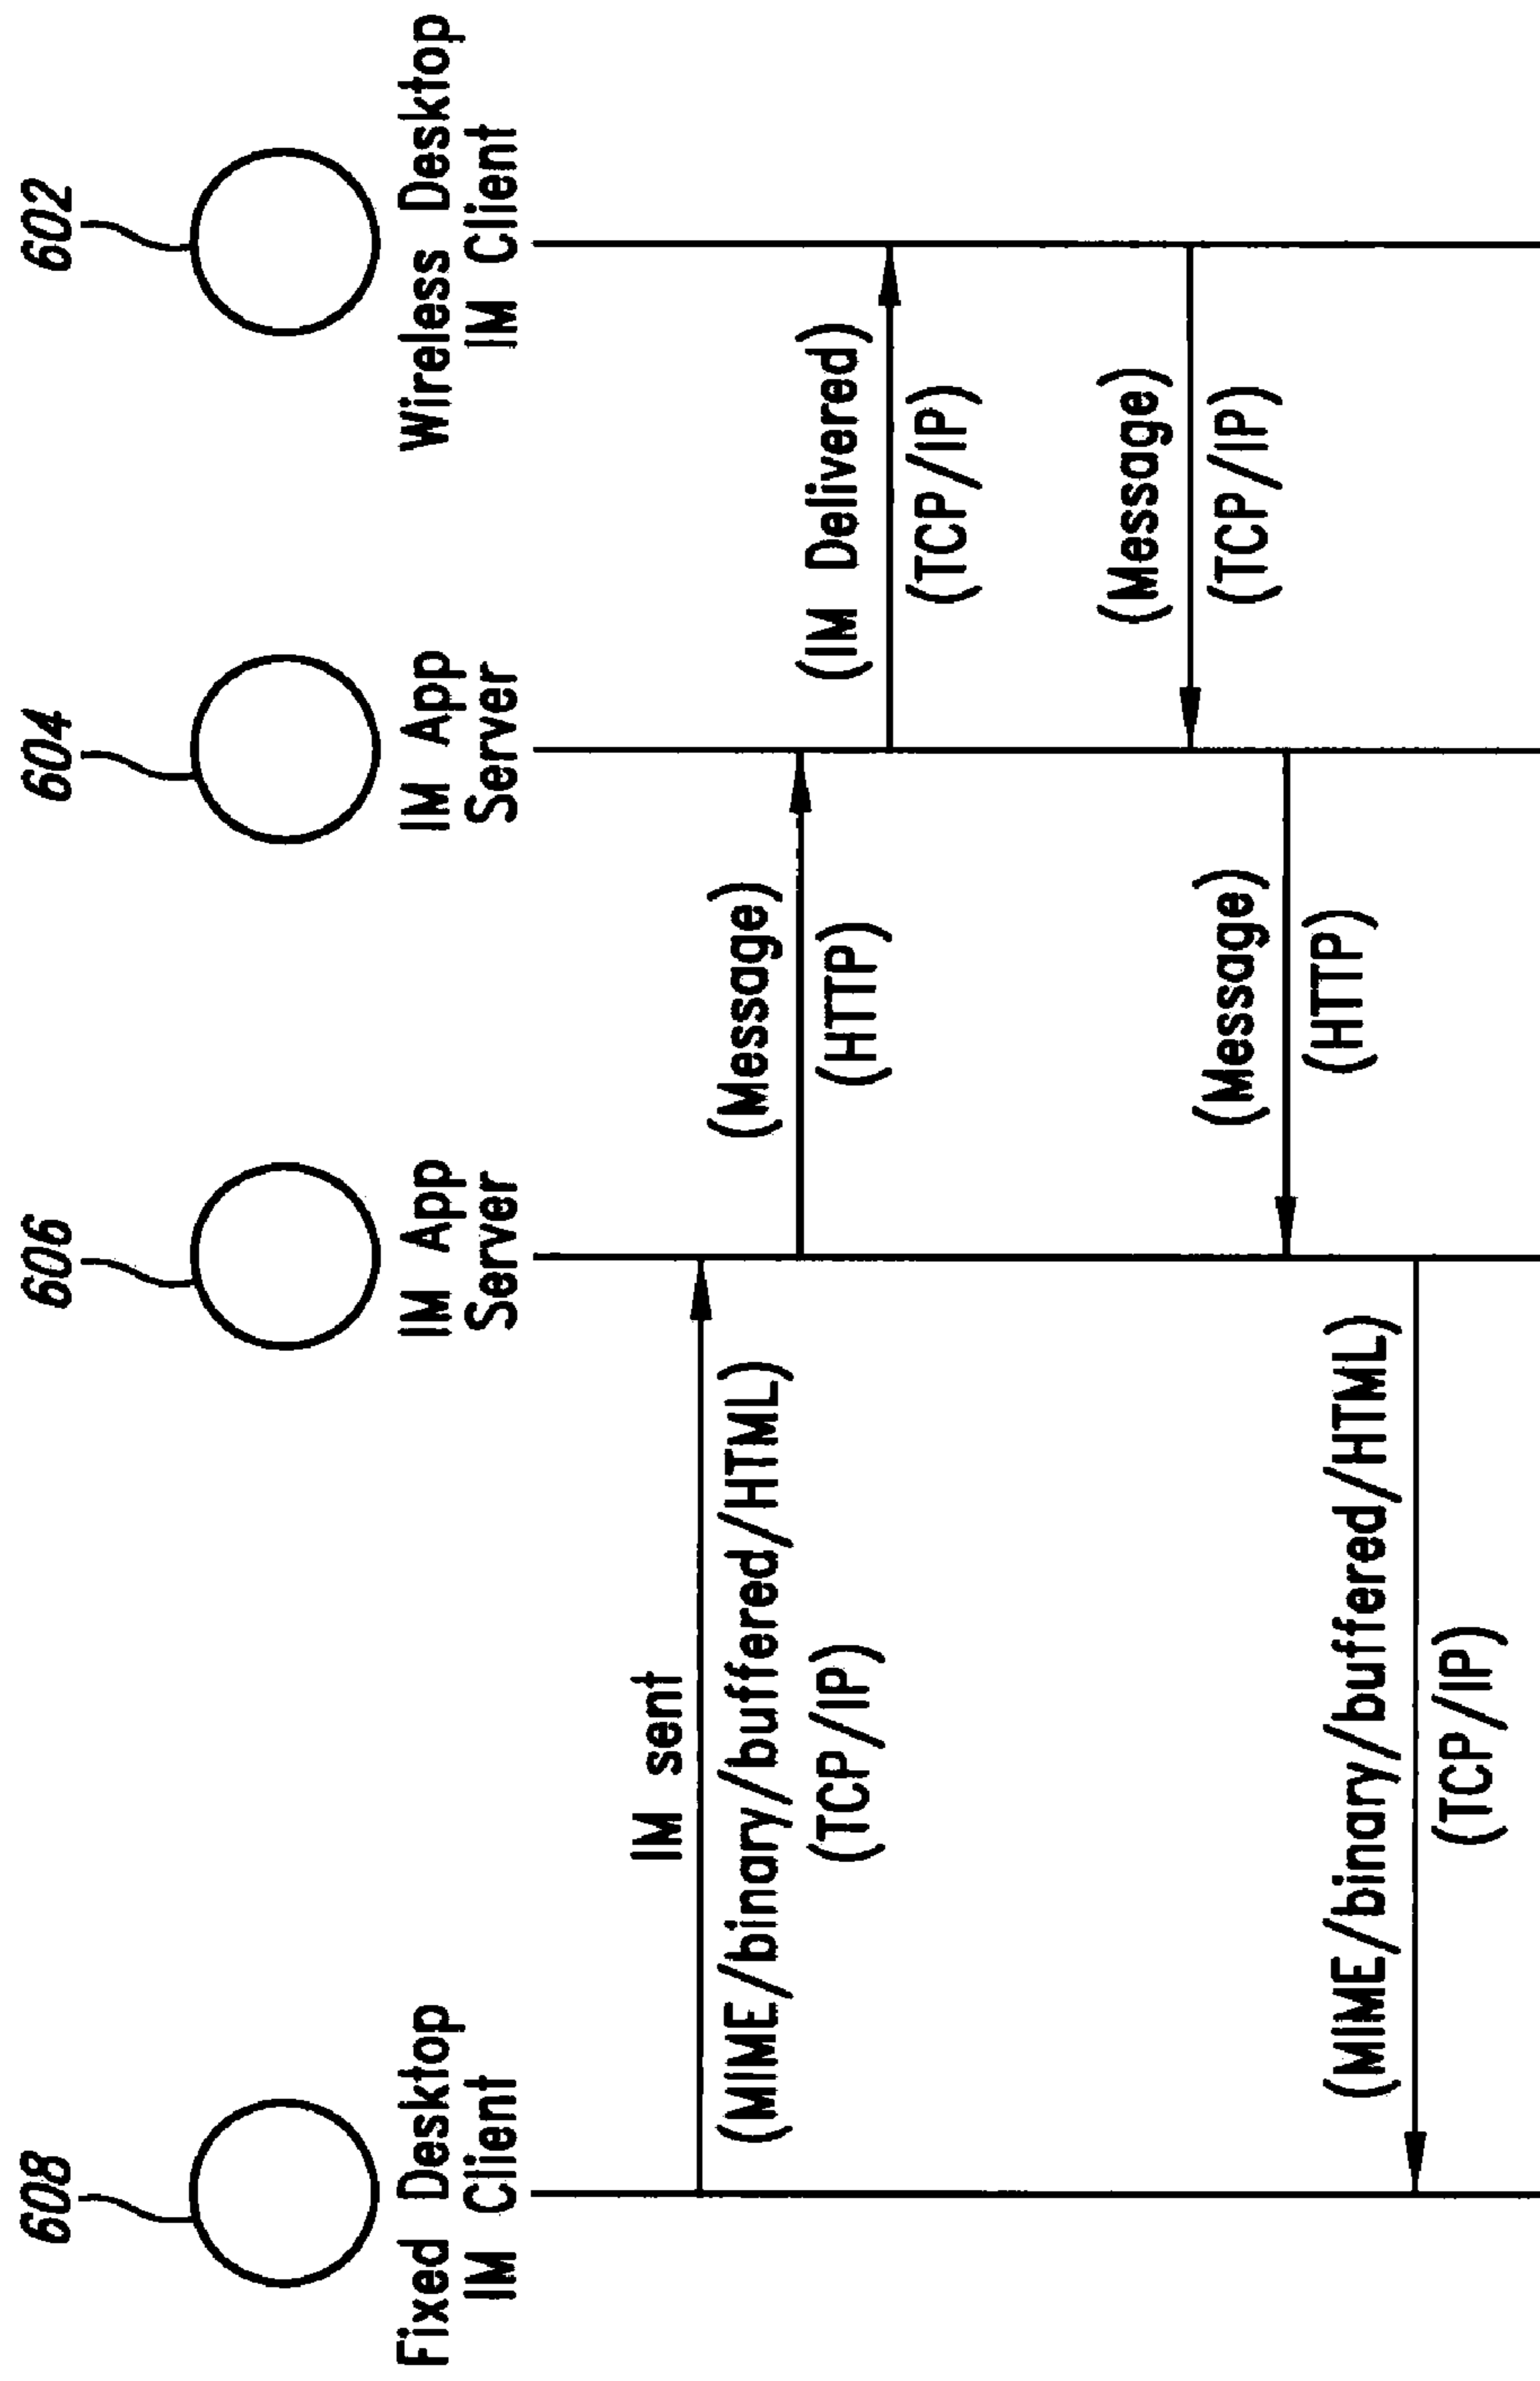 608
606
604
602
Fixed Desktop
IM Client
IM App
Server
IM App
Server
Wireless Desktop
IM Client
IM sent
(MIME/binary/buffered/HTML)
(TCP/IP)
(Message)
(HTTP)
(IM Delivered)
(TCP/IP)
(Message)
(TCP/IP)
(Message)
(HTTP)
(MIME/binary/buffered/HTML)
(TCP/IP)